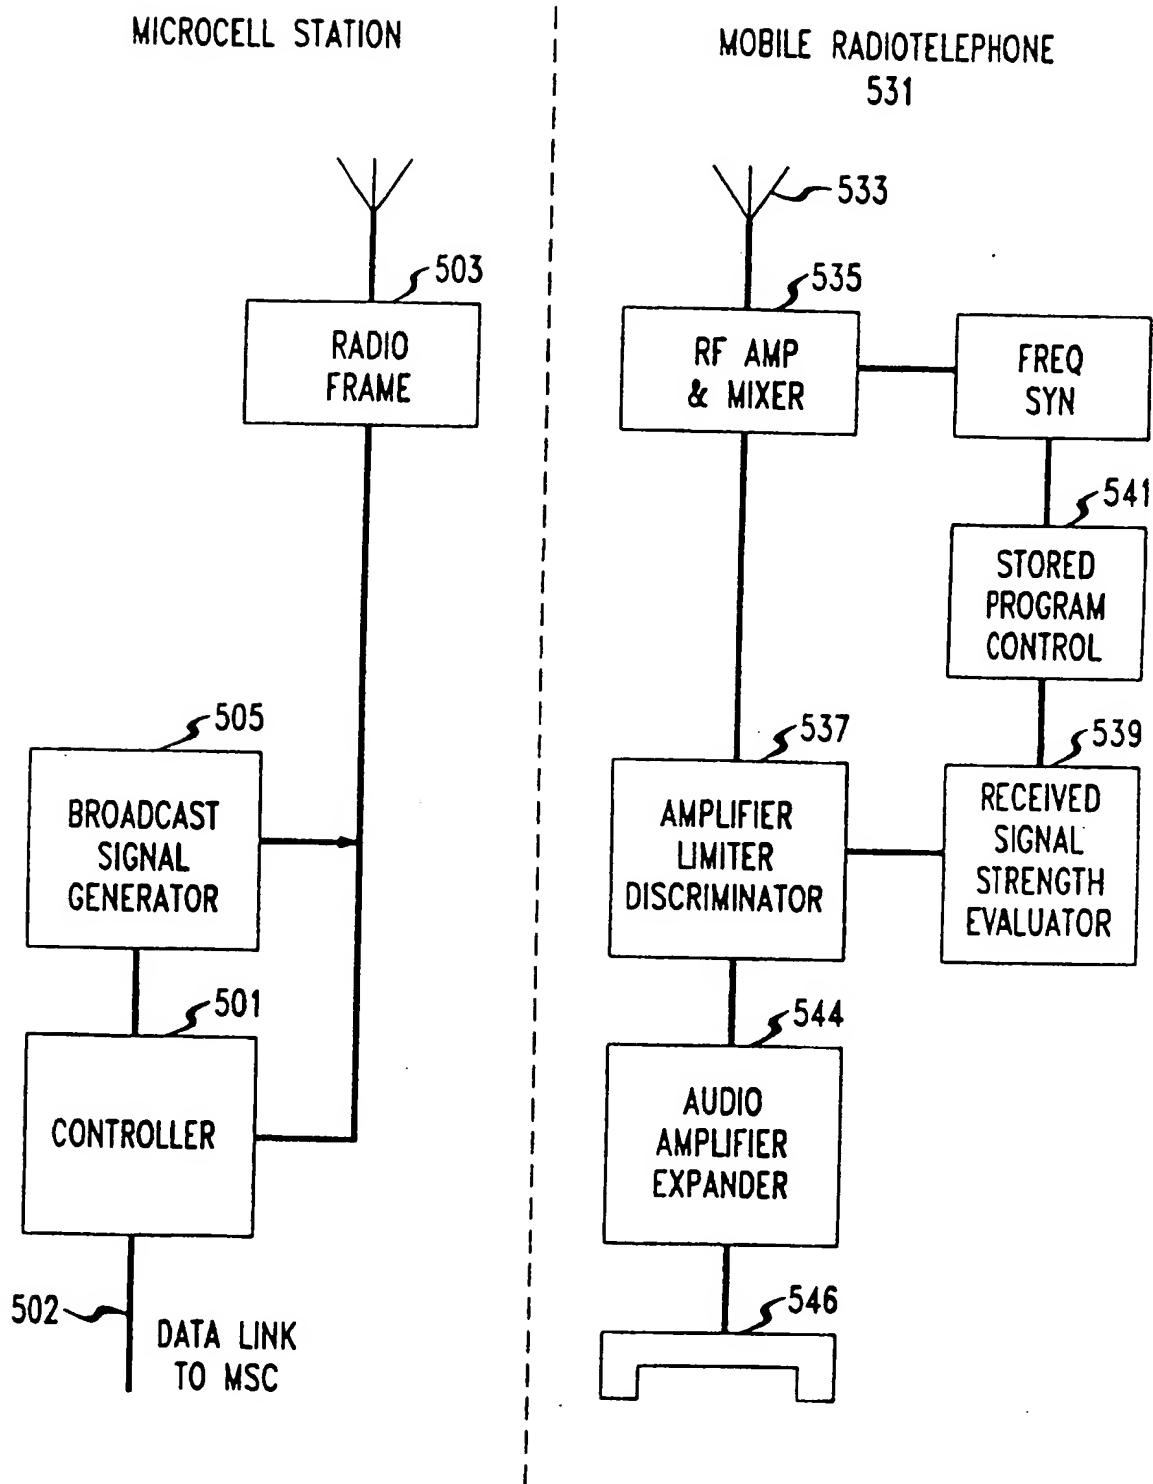 MICROCELL STATION
503
RADIO
FRAME
505
BROADCAST
SIGNAL
GENERATOR
501
CONTROLLER
502
DATA LINK
TO MSC
MOBILE RADIOTELEPHONE
531
533
535
RF AMP
& MIXER
FREQ
SYN
541
STORED
PROGRAM
CONTROL
537
AMPLIFIER
LIMITER
DISCRIMINATOR
539
RECEIVED
SIGNAL
STRENGTH
EVALUATOR
544
AUDIO
AMPLIFIER
EXPANDER
546